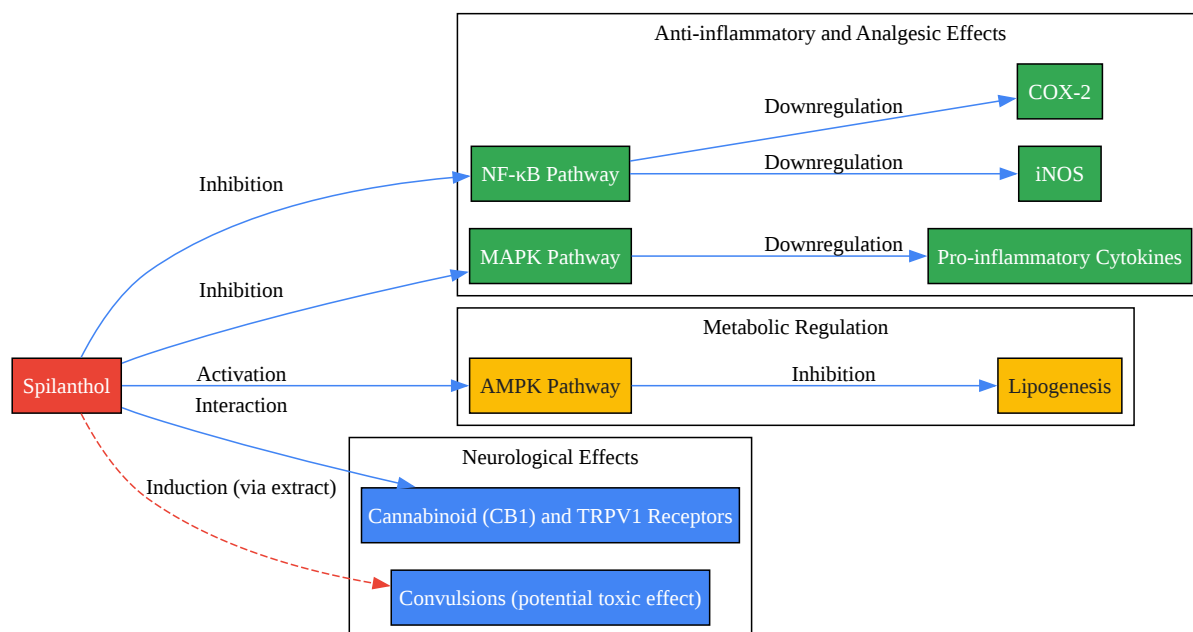 Anti-inflammatory and Analgesic Effects
COX-2
Downregulation
Inhibition
NF-κB Pathway
Downregulation
iNOS
Inhibition
MAPK Pathway
Downregulation
Pro-inflammatory Cytokines
Metabolic Regulation
Spilanthol
Activation
AMPK Pathway
Inhibition
Lipogenesis
Interaction
Neurological Effects
Induction (via extract)
Cannabinoid (CB1) and TRPV1 Receptors
Convulsions (potential toxic effect)